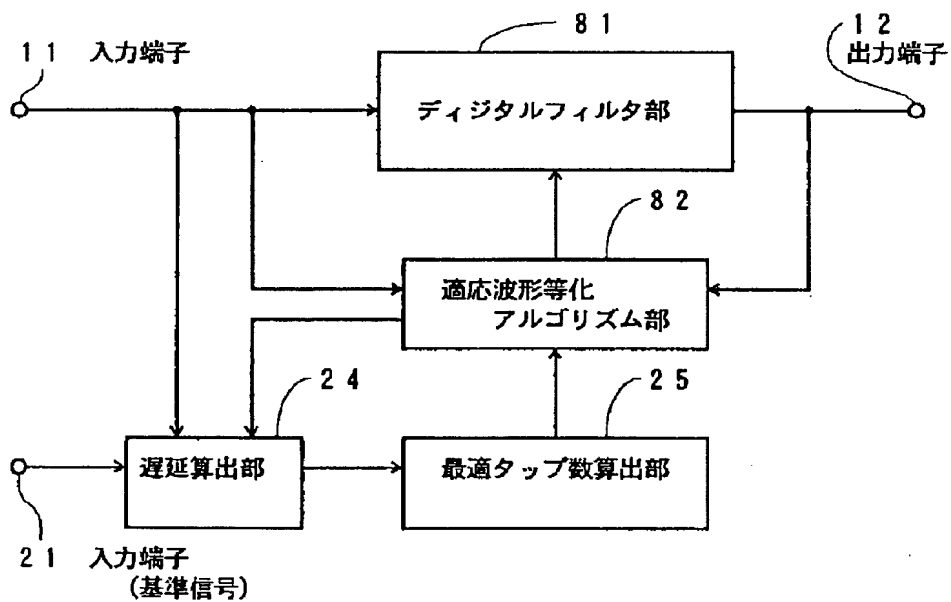 ８１
１２
１１ 入力端子
出力端子
ディジタルフィルタ部
８２
適応波形等化
アルゴリズム部
２４
２５
遅延算出部
最適タップ数算出部
２１ 入力端子
(基準信号)